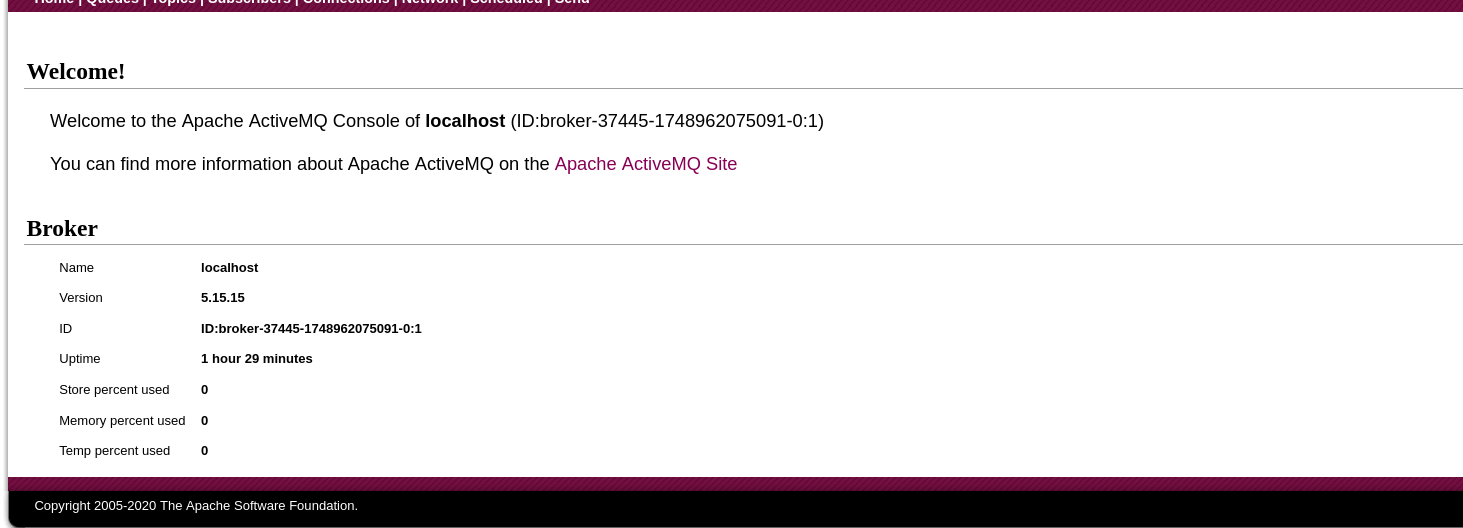 Home | Queues | Topics | Subscribers | Connections | Network | Scheduled | Send
Welcome!
Welcome to the Apache ActiveMQ Console of localhost (ID:broker-37445-1748962075091-0:1)
You can find more information about Apache ActiveMQ on the Apache ActiveMQ Site
Broker
Name localhost
Version 5.15.15
ID ID:broker-37445-1748962075091-0:1
Uptime 1 hour 29 minutes
Store percent used 0
Memory percent used 0
Temp percent used 0
Copyright 2005-2020 The Apache Software Foundation.